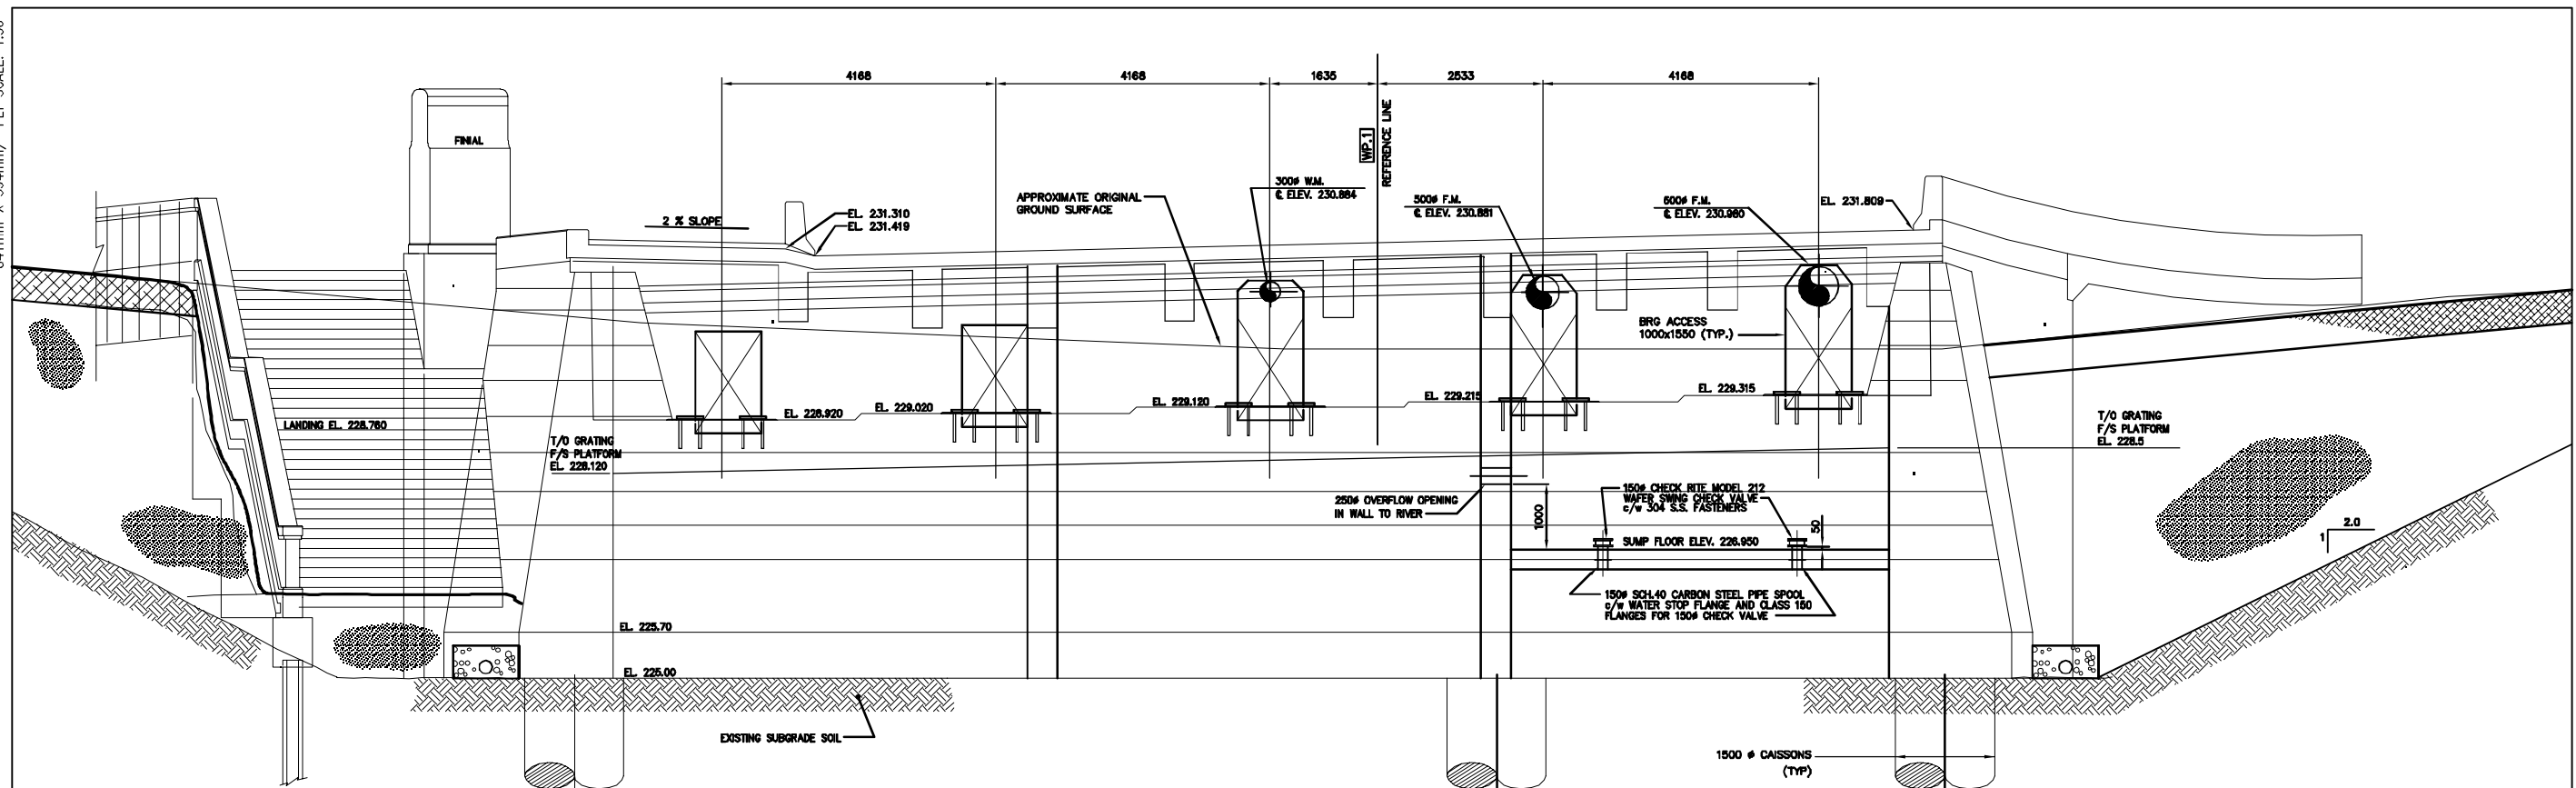 4168
4168
1635
2533
4168
FINIAL
WP.1
REFERENCE LINE
2 % SLOPE
EL. 231.310
EL. 231.419
APPROXIMATE ORIGINAL
GROUND SURFACE
300ø W.M.
℄ ELEV. 230.884
500ø F.M.
℄ ELEV. 230.881
600ø F.M.
℄ ELEV. 230.960
EL. 231.809
BRG ACCESS
1000x1550 (TYP.)
EL. 228.920
EL. 229.020
EL. 229.120
EL. 229.215
EL. 229.315
LANDING EL. 228.760
T/O GRATING
F/S PLATFORM
EL. 228.120
T/O GRATING
F/S PLATFORM
EL. 228.5
250ø OVERFLOW OPENING
IN WALL TO RIVER
1000
150ø CHECK RITE MODEL 212
WAFER SWING CHECK VALVE
c/w 304 S.S. FASTENERS
50
SUMP FLOOR ELEV. 226.950
2.0
1
150ø SCH.40 CARBON STEEL PIPE SPOOL
c/w WATER STOP FLANGE AND CLASS 150
FLANGES FOR 150ø CHECK VALVE
EL. 225.70
EL. 225.00
EXISTING SUBGRADE SOIL
1500 ø CAISSONS
(TYP)